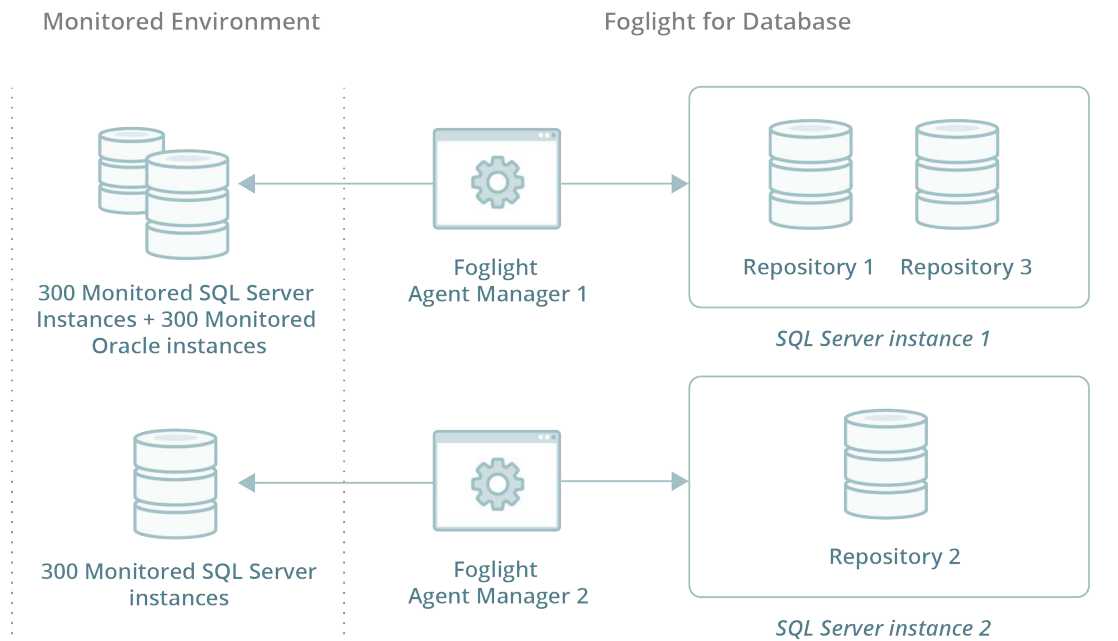 Monitored Environment
Foglight for Database
Foglight
Agent Manager 1
Repository 1
Repository 3
300 Monitored SQL Server
Instances + 300 Monitored
Oracle instances
SQL Server instance 1
300 Monitored SQL Server
instances
Foglight
Agent Manager 2
Repository 2
SQL Server instance 2